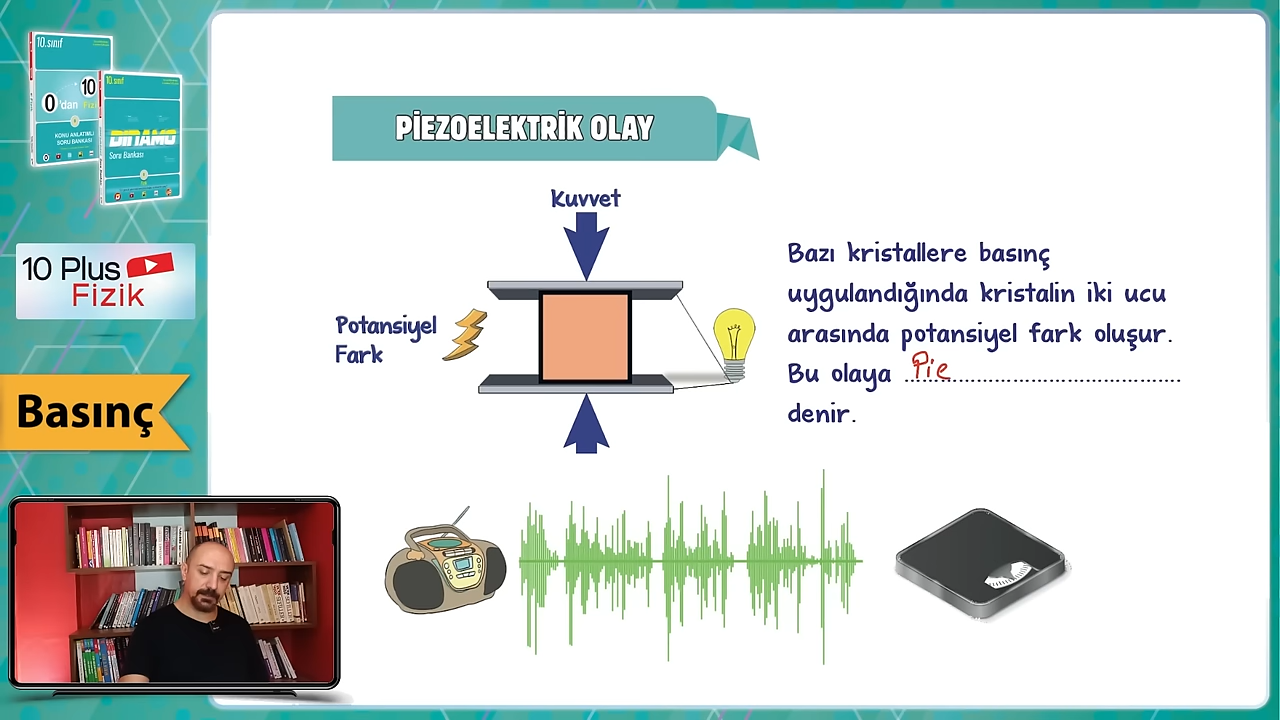 10.sınıf
0'dan 10
Fizik
KONU ANLATIMLI
SORU BANKASI
10.sınıf
DİNAMO
Soru Bankası
10 Plus
Fizik
Basınç
PİEZOELEKTRİK OLAY
Kuvvet
Potansiyel
Fark
Bazı kristallere basınç
uygulandığında kristalin iki ucu
arasında potansiyel fark oluşur.
Bu olaya Pie..............................................
denir.